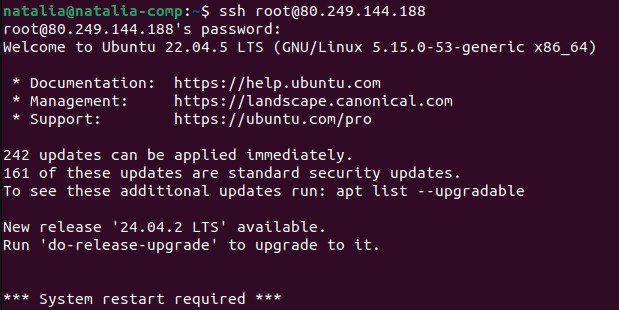 natalia@natalia-comp:~$ ssh root@80.249.144.188
root@80.249.144.188's password:
Welcome to Ubuntu 22.04.5 LTS (GNU/Linux 5.15.0-53-generic x86_64)
* Documentation:  https://help.ubuntu.com
* Management:     https://landscape.canonical.com
* Support:        https://ubuntu.com/pro
242 updates can be applied immediately.
161 of these updates are standard security updates.
To see these additional updates run: apt list --upgradable
New release '24.04.2 LTS' available.
Run 'do-release-upgrade' to upgrade to it.
*** System restart required ***